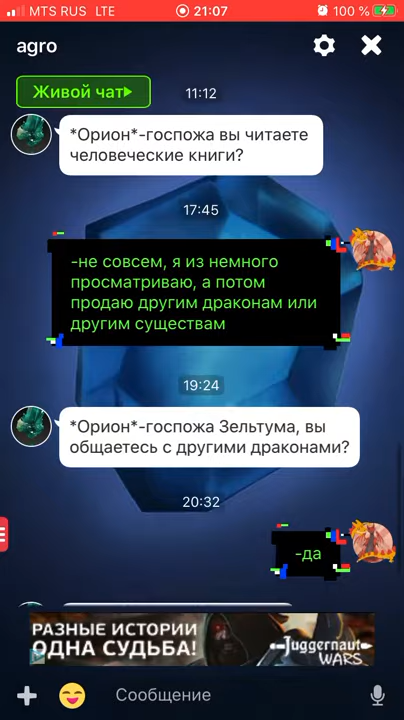 MTS RUS LTE
21:07
100 %
agro
Живой чат
11:12
*Орион*-госпожа вы читаете
человеческие книги?
17:45
-не совсем, я из немного
просматриваю, а потом
продаю другим драконам или
другим существам
19:24
*Орион*-госпожа Зельтума, вы
общаетесь с другими драконами?
20:32
-да
РАЗНЫЕ ИСТОРИИ
ОДНА СУДЬБА!
Juggernaut
WARS
Сообщение